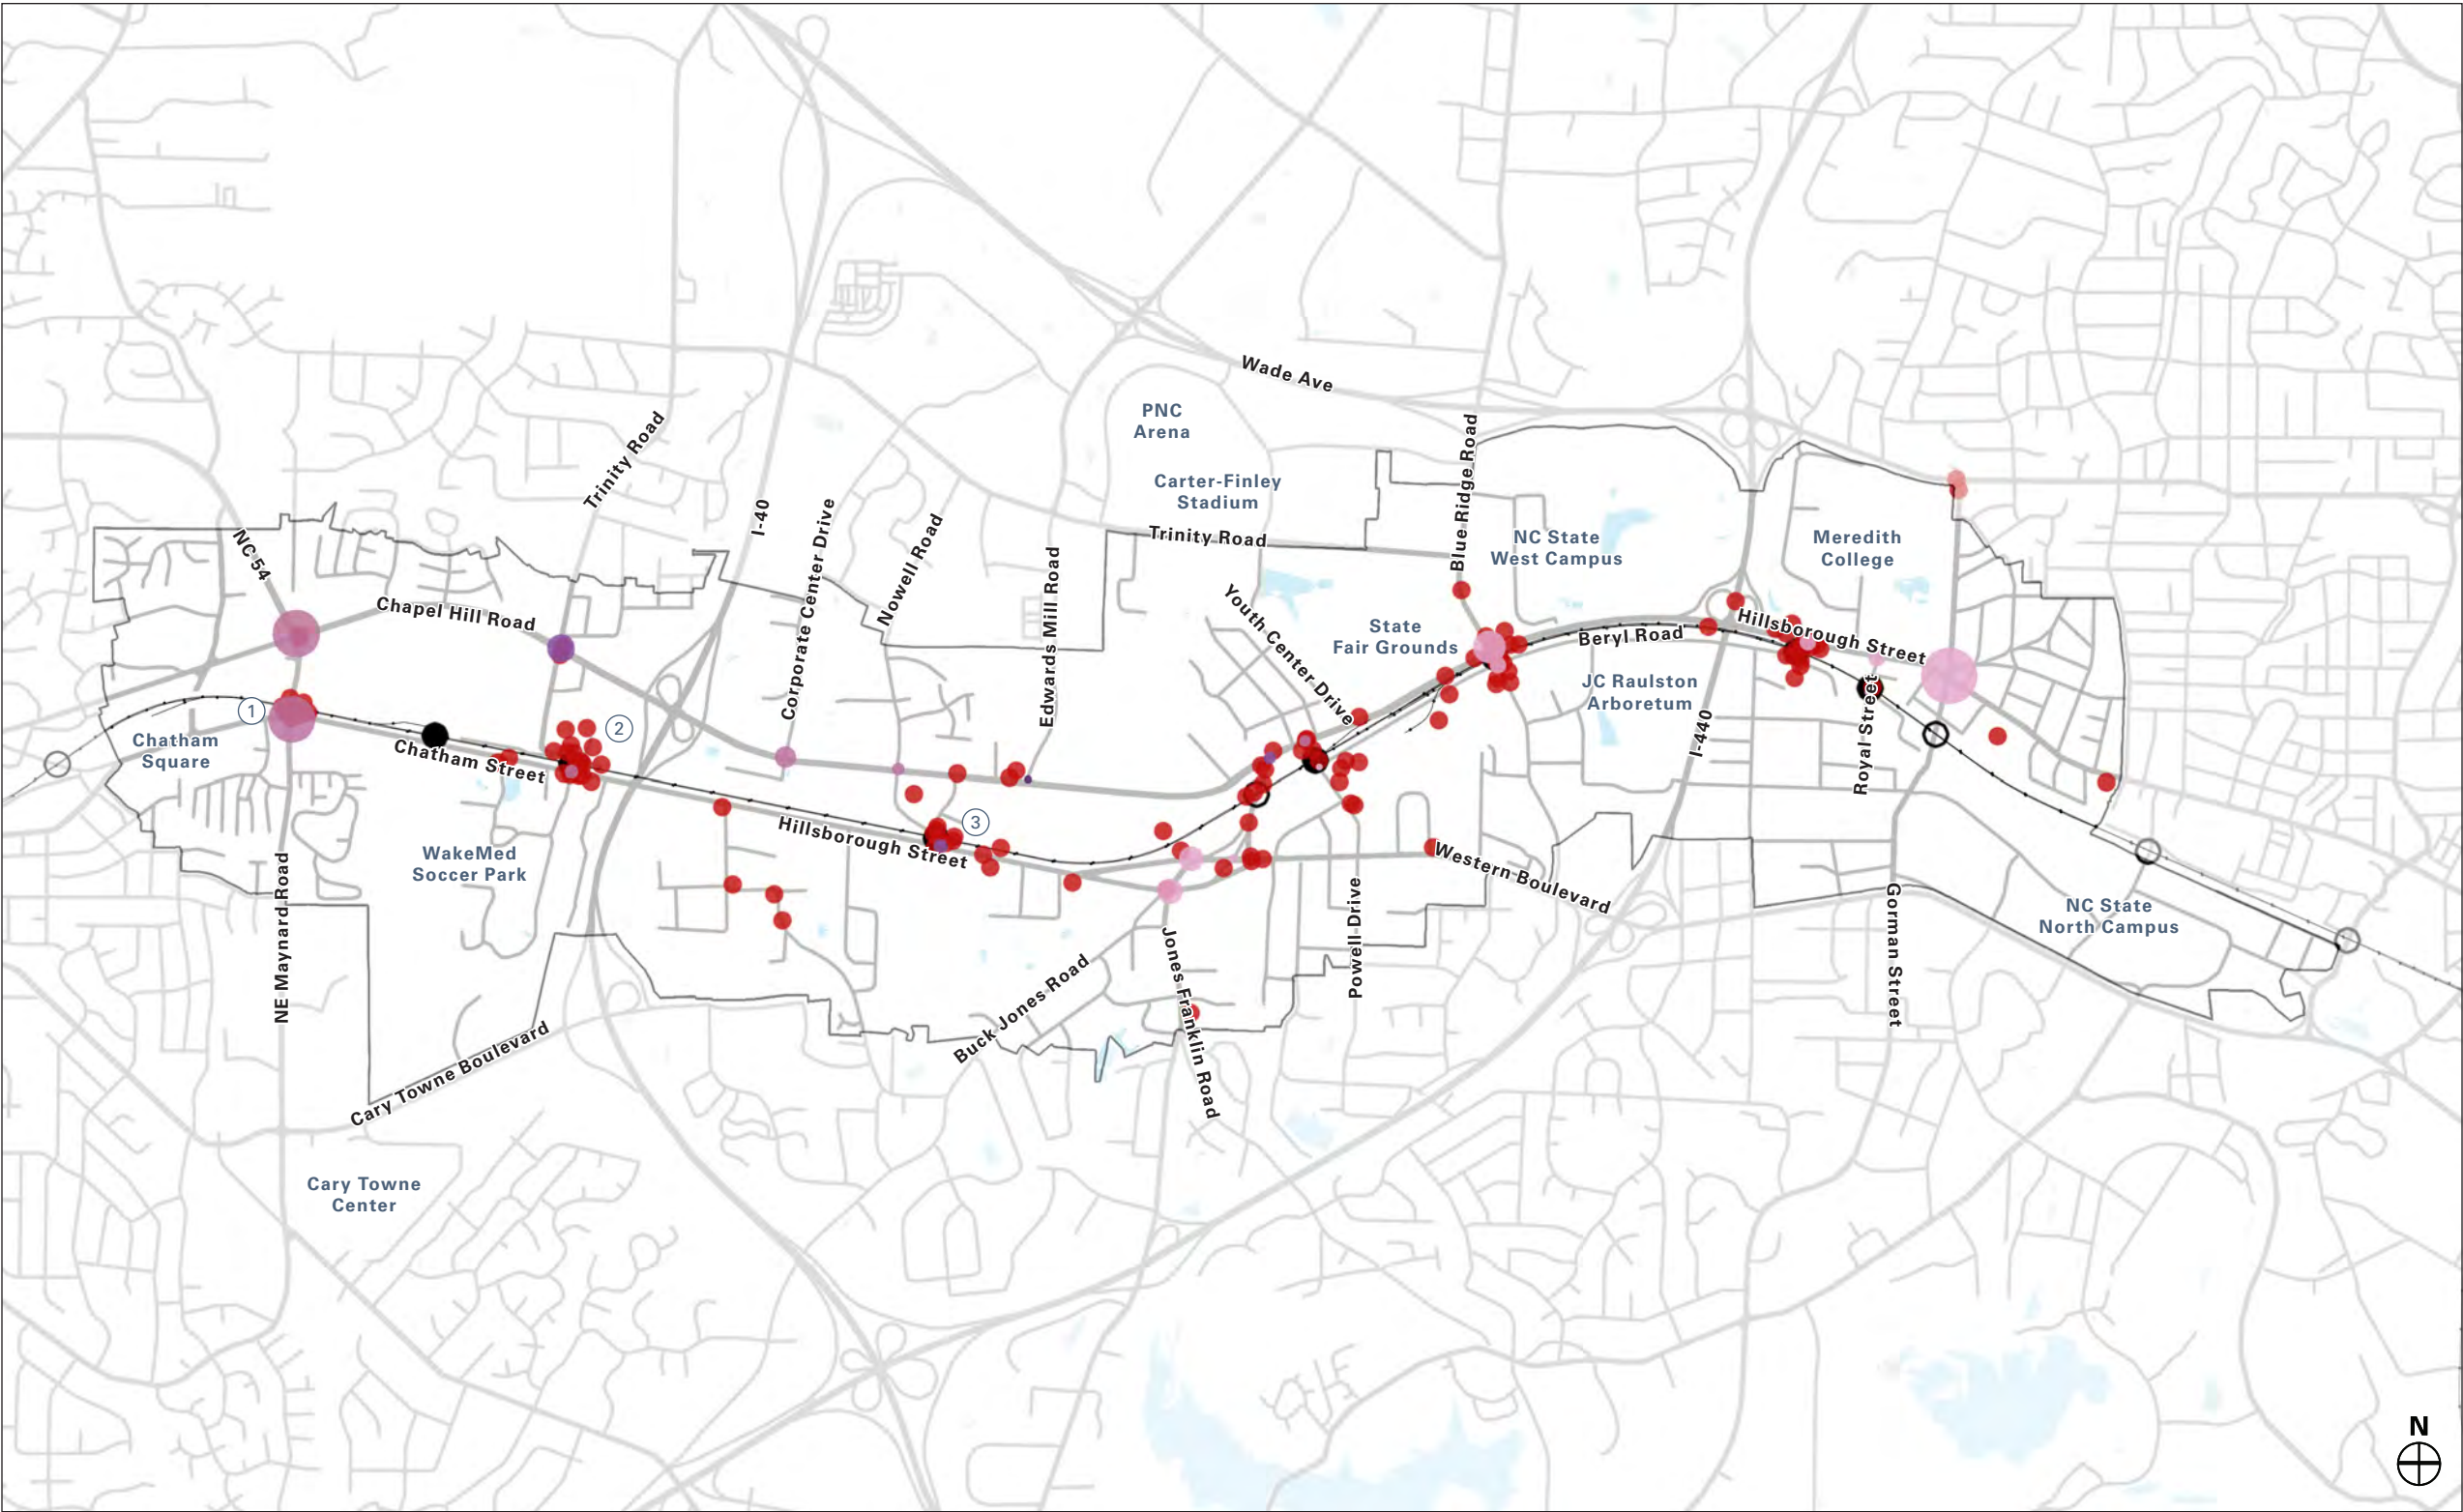 Wade Ave
PNC
Arena
Carter-Finley
Stadium
Trinity Road
Trinity Road
I-40
Corporate Center Drive
Nowell Road
Edwards Mill Road
Blue Ridge Road
NC State
West Campus
Meredith
College
NC 54
Chapel Hill Road
Youth Center Drive
State
Fair Grounds
Beryl Road
Hillsborough Street
JC Raulston
Arboretum
I-440
Royal Street
1
2
Chatham
Square
Chatham Street
3
Hillsborough Street
WakeMed
Soccer Park
Western Boulevard
NE Maynard Road
Powell Drive
Gorman Street
NC State
North Campus
Buck Jones Road
Jones Franklin Road
Cary Towne Boulevard
Cary Towne
Center
N